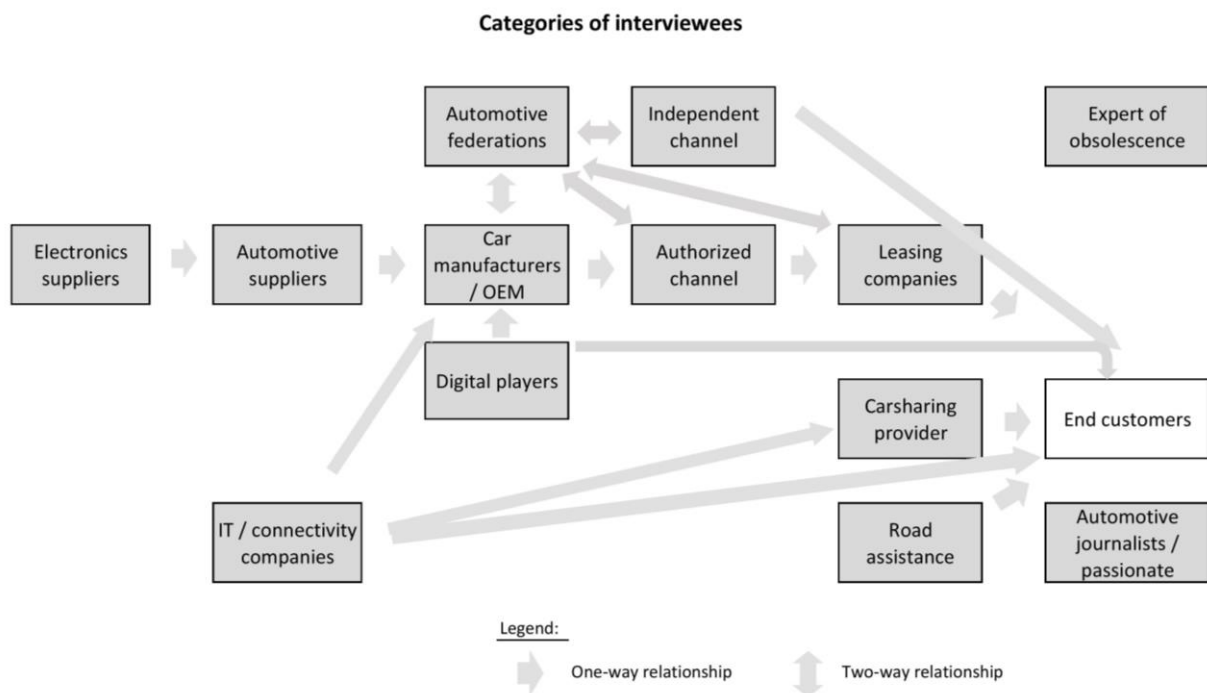 Categories of interviewees
Automotive
federations
Independent
channel
Expert of
obsolescence
Electronics
suppliers
Automotive
suppliers
Car
manufacturers
/ OEM
Authorized
channel
Leasing
companies
Digital players
Carsharing
provider
End customers
IT / connectivity
companies
Road
assistance
Automotive
journalists /
passionate
Legend:
One-way relationship
Two-way relationship